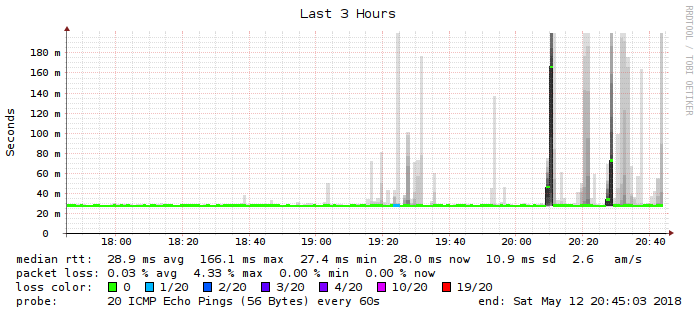 Last 3 Hours
RRDTOOL / TOBI OETIKER
Seconds
180 m
160 m
140 m
120 m
100 m
80 m
60 m
40 m
20 m
0
18:00 18:20 18:40 19:00 19:20 19:40 20:00 20:20 20:40
median rtt: 28.9 ms avg 166.1 ms max 27.4 ms min 28.0 ms now 10.9 ms sd 2.6 am/s
packet loss: 0.03 % avg 4.33 % max 0.00 % min 0.00 % now
loss color: 0 1/20 2/20 3/20 4/20 10/20 19/20
probe: 20 ICMP Echo Pings (56 Bytes) every 60s end: Sat May 12 20:45:03 2018